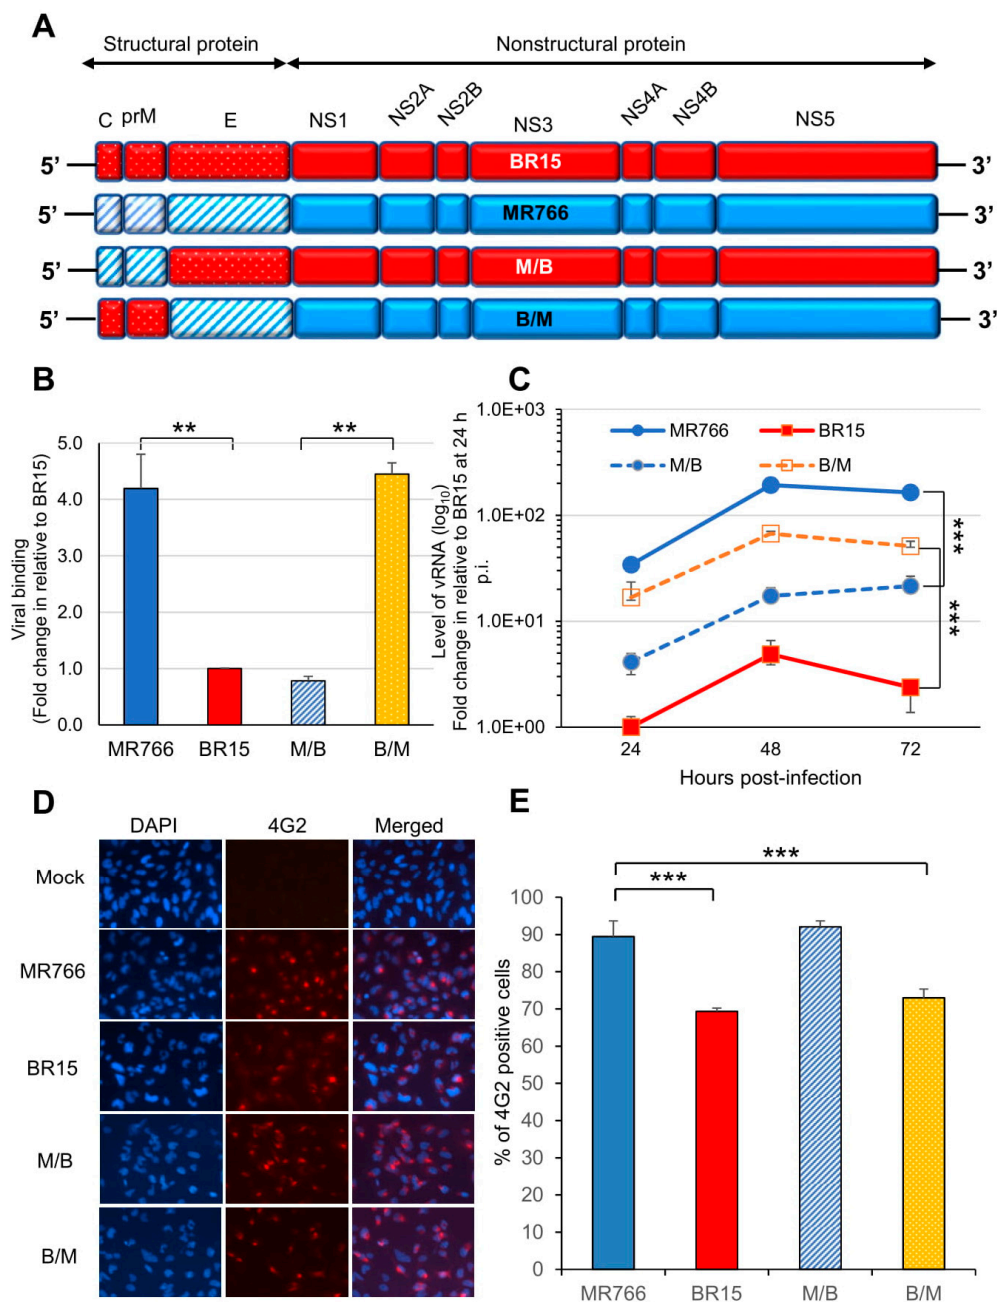 A
Structural protein
Nonstructural protein
C prM E NS1 NS2A NS2B NS3 NS4A NS4B NS5
5’ BR15 3’
5’ MR766 3’
5’ M/B 3’
5’ B/M 3’
B
Viral binding
(Fold change in relative to BR15)
5.0
4.0
3.0
2.0
1.0
0.0
**
**
MR766 BR15 M/B B/M
C
Level of vRNA (log10)
Fold change in relative to BR15 at 24 h
p.i.
1.0E+03
1.0E+02
1.0E+01
1.0E+00
MR766 BR15
M/B B/M
***
***
24 48 72
Hours post-infection
D
DAPI 4G2 Merged
Mock
MR766
BR15
M/B
B/M
E
% of 4G2 positive cells
100
90
80
70
60
50
40
30
20
10
0
***
***
MR766 BR15 M/B B/M